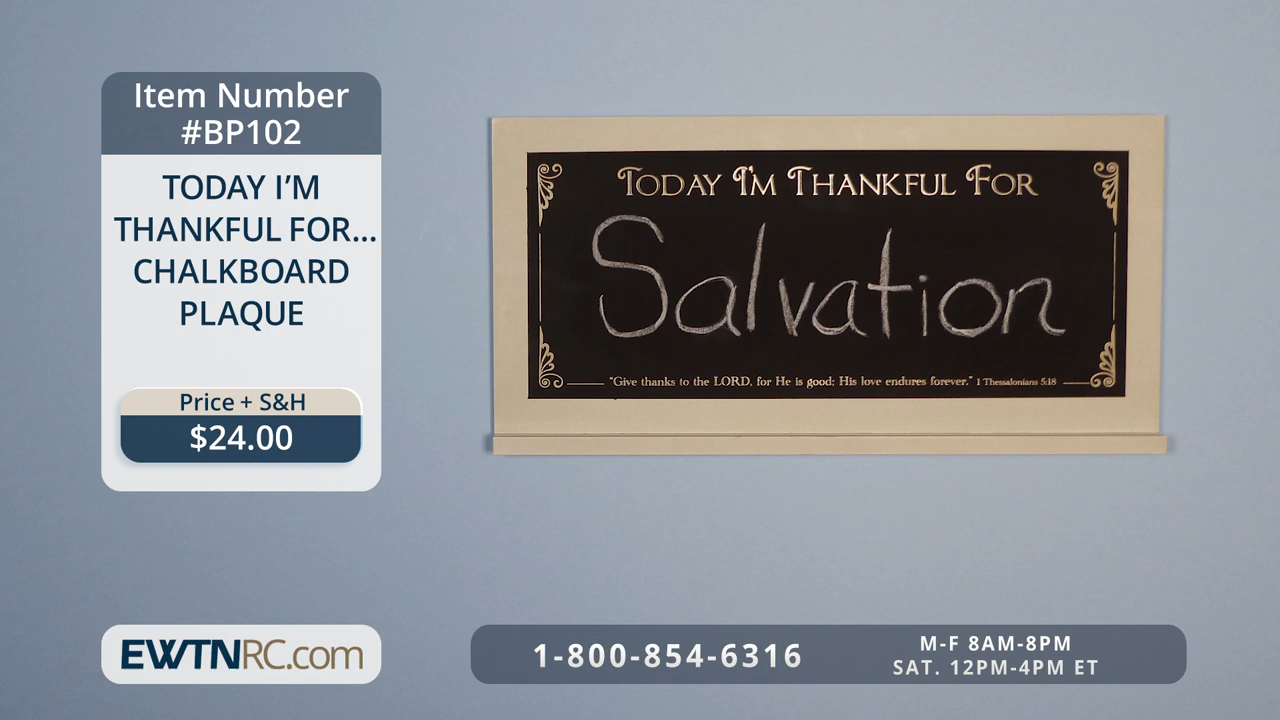 Item Number
#BP102
TODAY I’M
THANKFUL FOR...
CHALKBOARD
PLAQUE
Price + S&H
$24.00
TODAY I'M THANKFUL FOR
Salvation
"Give thanks to the LORD, for He is good; His love endures forever." 1 Thessalonians 5:18
EWTNRC.com
1-800-854-6316
M-F 8AM-8PM
SAT. 12PM-4PM ET